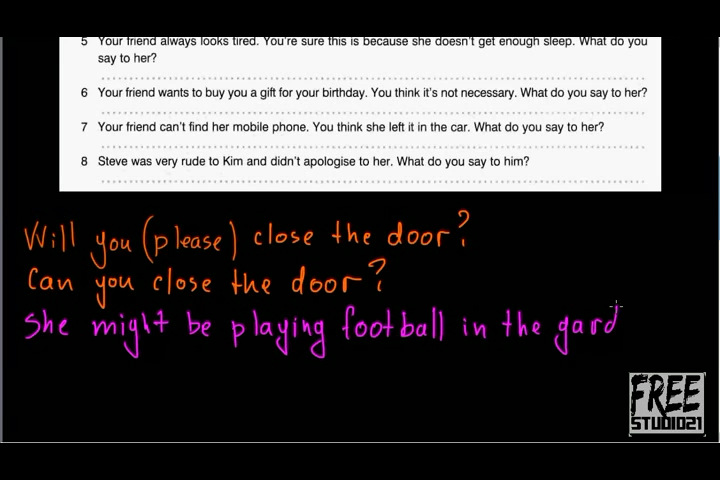 5 Your friend always looks tired. You're sure this is because she doesn't get enough sleep. What do you
say to her?
6 Your friend wants to buy you a gift for your birthday. You think it's not necessary. What do you say to her?
7 Your friend can't find her mobile phone. You think she left it in the car. What do you say to her?
8 Steve was very rude to Kim and didn't apologise to her. What do you say to him?
Will you (please) close the door?
Can you close the door?
She might be playing football in the gard
FREE
STUDIO21